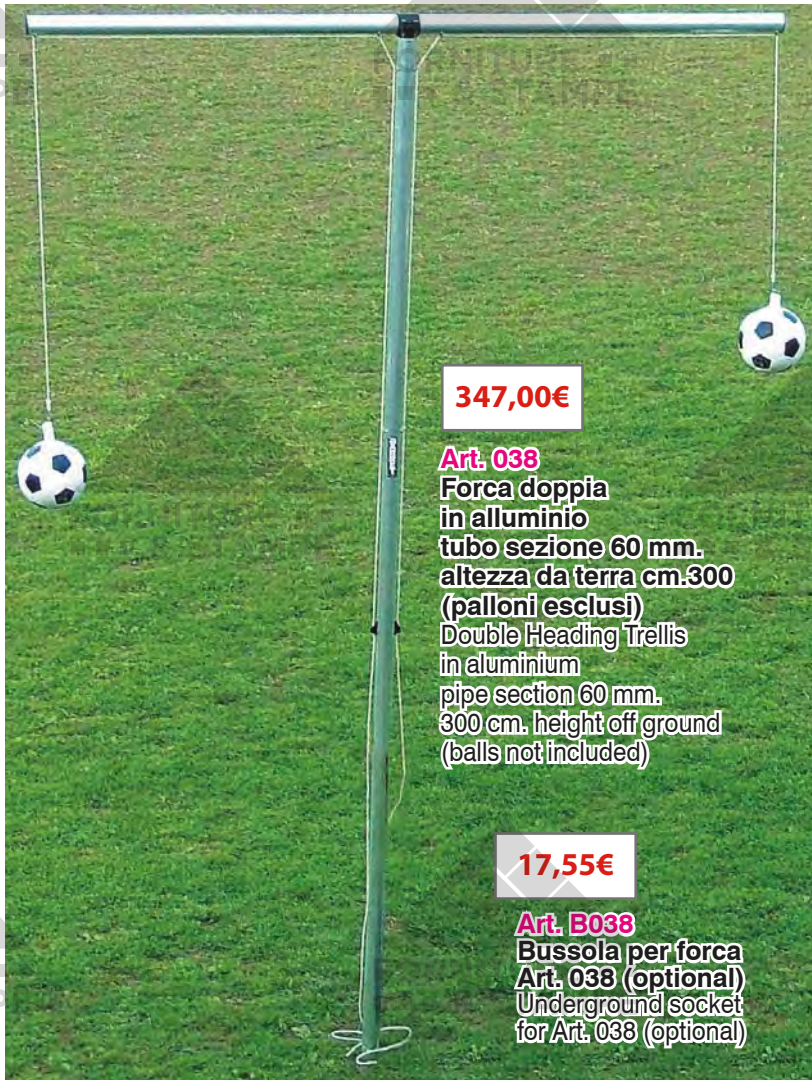 FORNITURE PE
347,00€
Art. 038
Forca doppia
in alluminio
tubo sezione 60 mm.
altezza da terra cm.300
(palloni esclusi)
Double Heading Trellis
in aluminium
pipe section 60 mm.
300 cm. height off ground
(balls not included)
17,55€
Art. B038
Bussola per forca
Art. 038 (optional)
Underground socket
for Art. 038 (optional)